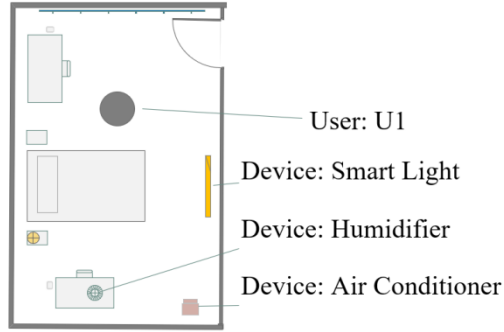 User: U1
Device: Smart Light
Device: Humidifier
Device: Air Conditioner